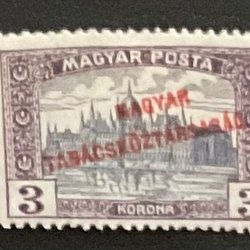 MAGYAR POSTA
MAGYAR
TANÁCSKÖZTÁRSASÁG
3
KORONA
3